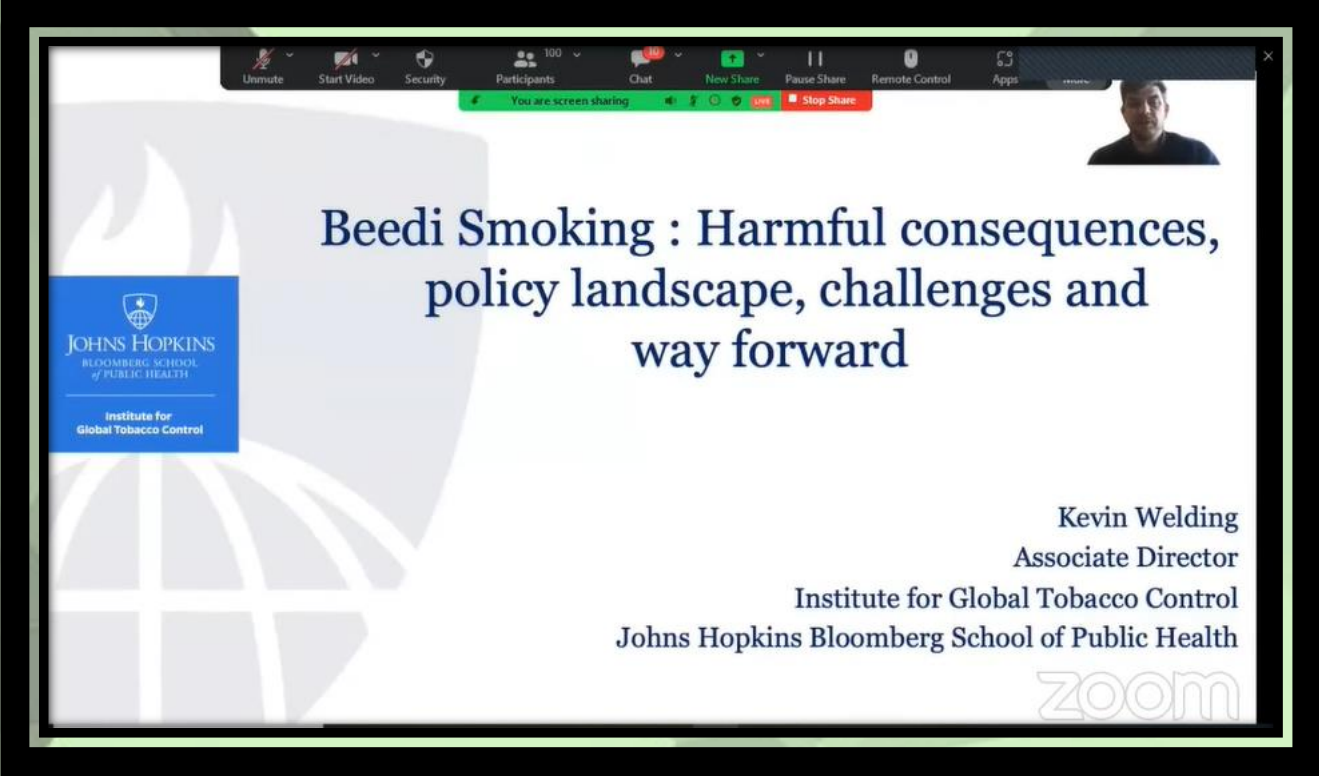 Unmute
Start Video
Security
100
Participants
10
Chat
New Share
Pause Share
Remote Control
Apps
You are screen sharing
LIVE
Stop Share
Beedi Smoking : Harmful consequences,
policy landscape, challenges and
way forward
JOHNS HOPKINS
BLOOMBERG SCHOOL
of PUBLIC HEALTH
Institute for
Global Tobacco Control
Kevin Welding
Associate Director
Institute for Global Tobacco Control
Johns Hopkins Bloomberg School of Public Health
zoom